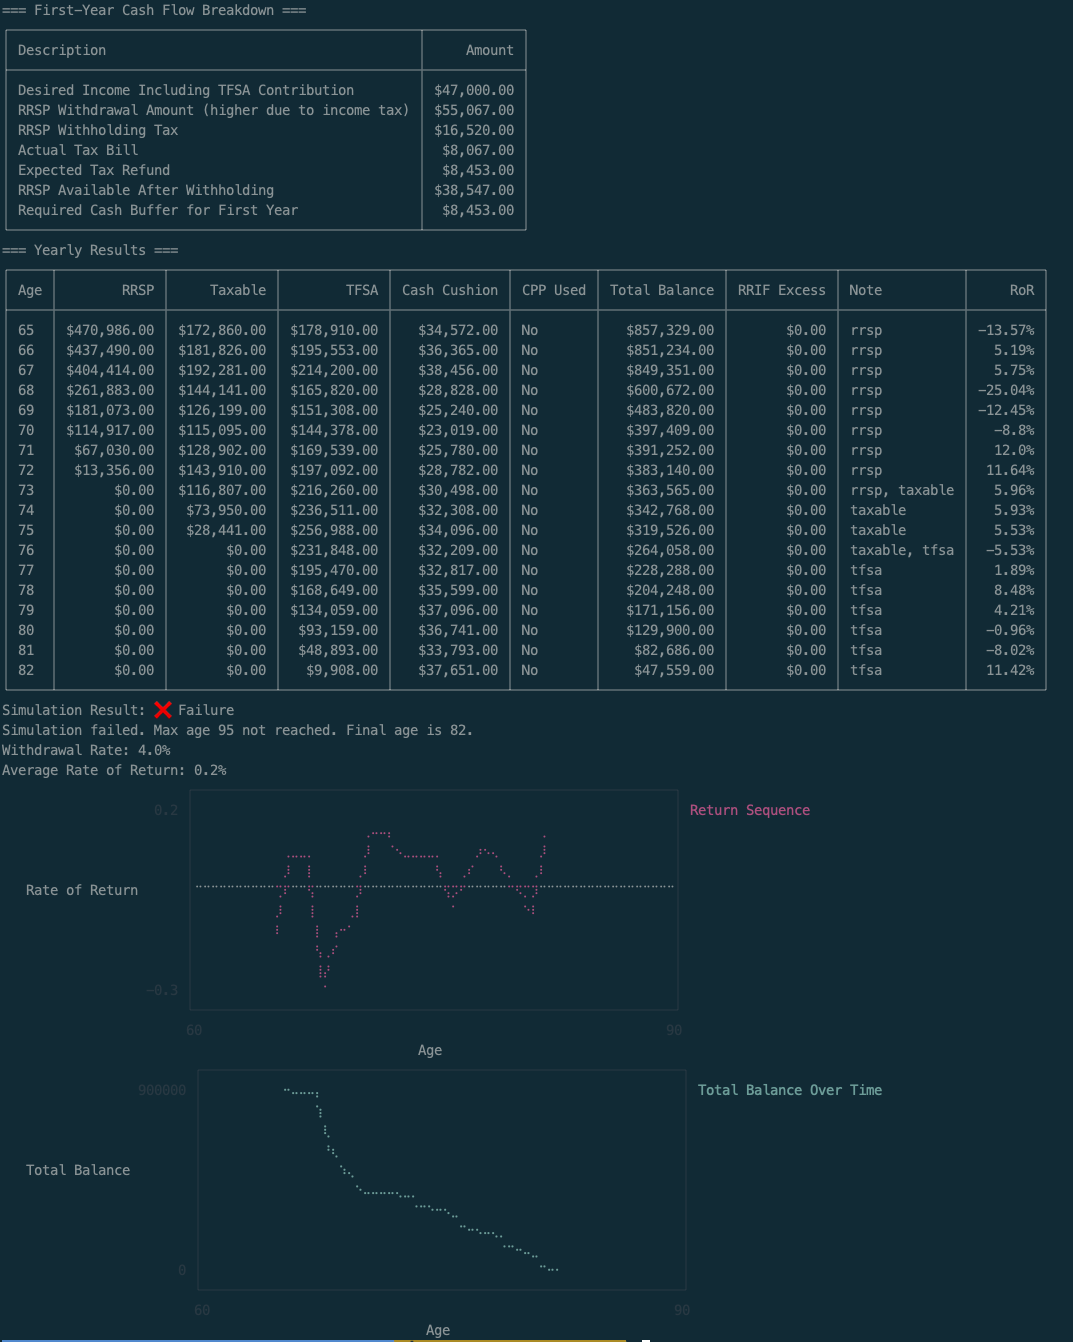 === First-Year Cash Flow Breakdown ===
Description Amount
Desired Income Including TFSA Contribution $47,000.00
RRSP Withdrawal Amount (higher due to income tax) $55,067.00
RRSP Withholding Tax $16,520.00
Actual Tax Bill $8,067.00
Expected Tax Refund $8,453.00
RRSP Available After Withholding $38,547.00
Required Cash Buffer for First Year $8,453.00
=== Yearly Results ===
Age RRSP Taxable TFSA Cash Cushion CPP Used Total Balance RRIF Excess Note RoR
65 $470,986.00 $172,860.00 $178,910.00 $34,572.00 No $857,329.00 $0.00 rrsp -13.57%
66 $437,490.00 $181,826.00 $195,553.00 $36,365.00 No $851,234.00 $0.00 rrsp 5.19%
67 $404,414.00 $192,281.00 $214,200.00 $38,456.00 No $849,351.00 $0.00 rrsp 5.75%
68 $261,883.00 $144,141.00 $165,820.00 $28,828.00 No $600,672.00 $0.00 rrsp -25.04%
69 $181,073.00 $126,199.00 $151,308.00 $25,240.00 No $483,820.00 $0.00 rrsp -12.45%
70 $114,917.00 $115,095.00 $144,378.00 $23,019.00 No $397,409.00 $0.00 rrsp -8.8%
71 $67,030.00 $128,902.00 $169,539.00 $25,780.00 No $391,252.00 $0.00 rrsp 12.0%
72 $13,356.00 $143,910.00 $197,092.00 $28,782.00 No $383,140.00 $0.00 rrsp 11.64%
73 $0.00 $116,807.00 $216,260.00 $30,498.00 No $363,565.00 $0.00 rrsp, taxable 5.96%
74 $0.00 $73,950.00 $236,511.00 $32,308.00 No $342,768.00 $0.00 taxable 5.93%
75 $0.00 $28,441.00 $256,988.00 $34,096.00 No $319,526.00 $0.00 taxable 5.53%
76 $0.00 $0.00 $231,848.00 $32,209.00 No $264,058.00 $0.00 taxable, tfsa -5.53%
77 $0.00 $0.00 $195,470.00 $32,817.00 No $228,288.00 $0.00 tfsa 1.89%
78 $0.00 $0.00 $168,649.00 $35,599.00 No $204,248.00 $0.00 tfsa 8.48%
79 $0.00 $0.00 $134,059.00 $37,096.00 No $171,156.00 $0.00 tfsa 4.21%
80 $0.00 $0.00 $93,159.00 $36,741.00 No $129,900.00 $0.00 tfsa -0.96%
81 $0.00 $0.00 $48,893.00 $33,793.00 No $82,686.00 $0.00 tfsa -8.02%
82 $0.00 $0.00 $9,908.00 $37,651.00 No $47,559.00 $0.00 tfsa 11.42%
Simulation Result: ❌ Failure
Simulation failed. Max age 95 not reached. Final age is 82.
Withdrawal Rate: 4.0%
Average Rate of Return: 0.2%
0.2
Return Sequence
Rate of Return
-0.3
60 90
Age
900000
Total Balance Over Time
Total Balance
0
60 90
Age